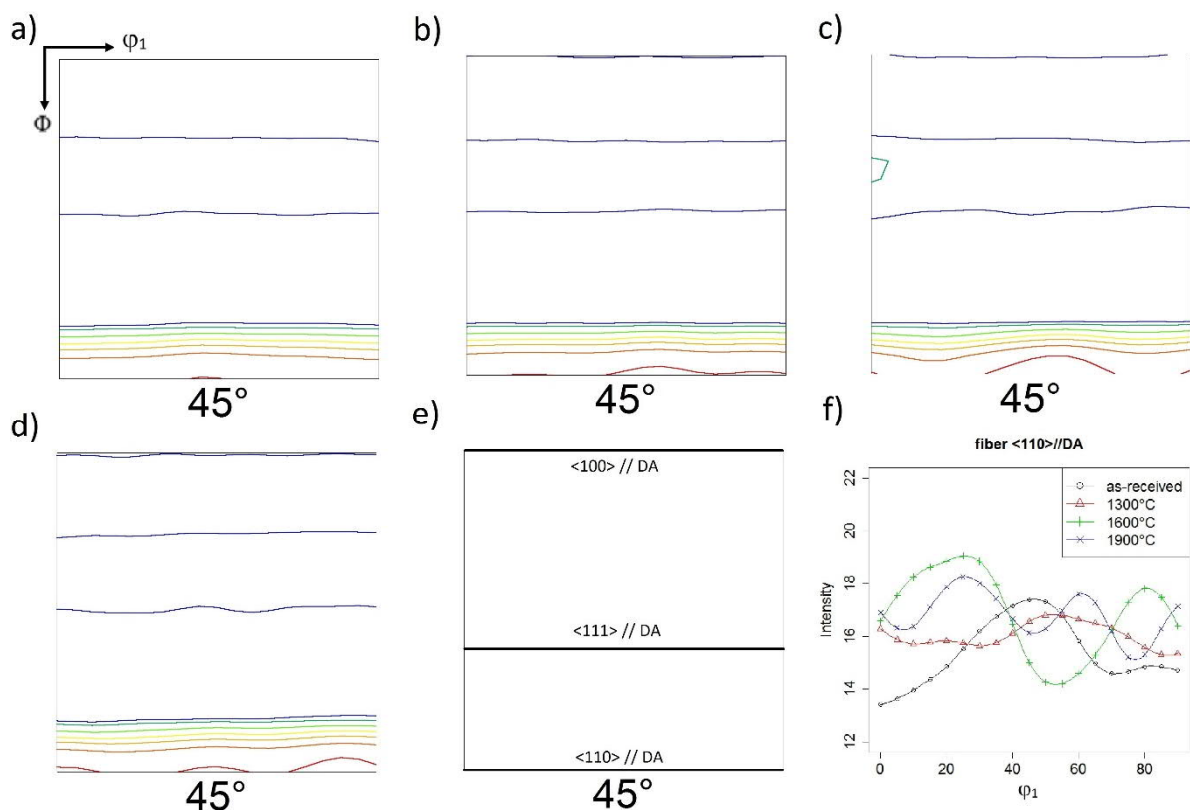 a)
φ₁
Φ
45°
b)
45°
c)
45°
d)
45°
e)
<100> // DA
<111> // DA
<110> // DA
45°
f)
fiber <110>//DA
as-received
1300°C
1600°C
1900°C
Intensity
22
20
18
16
14
12
0
20
40
60
80
φ₁